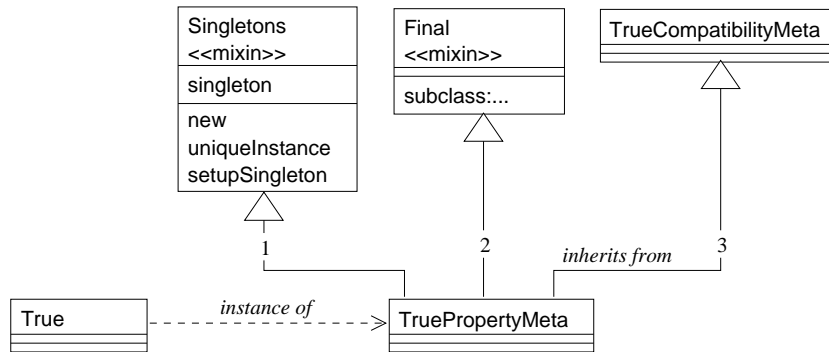 Singletons
<<mixin>>
singleton
new
uniqueInstance
setupSingleton
Final
<<mixin>>
subclass:...
TrueCompatibilityMeta
1
2
3
inherits from
True
instance of
TruePropertyMeta